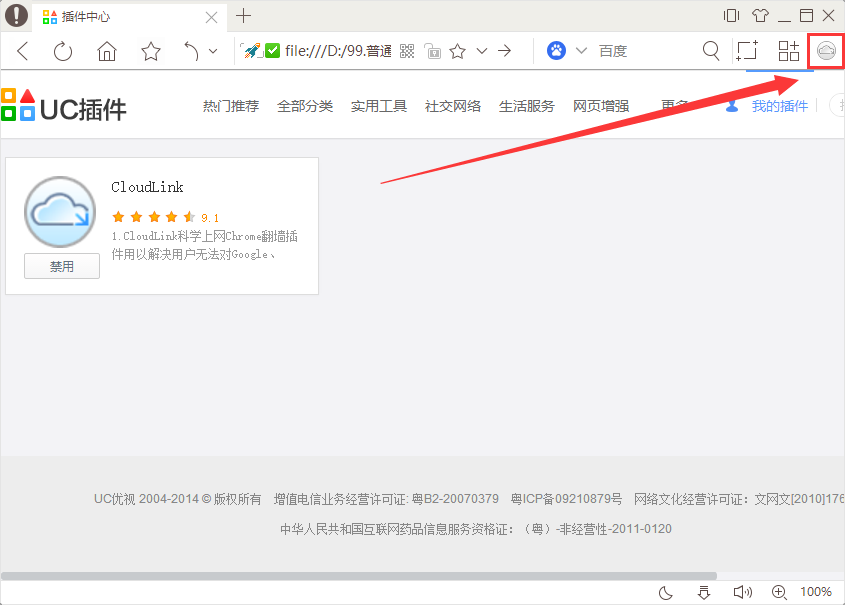 插件中心
file:///D:/99.普通
百度
UC插件
热门推荐 全部分类 实用工具 社交网络 生活服务 网页增强 更多 我的插件
CloudLink
9.1
1.CloudLink科学上网Chrome翻墙插
件用以解决用户无法对Google、
禁用
UC优视 2004-2014 © 版权所有 增值电信业务经营许可证: 粤B2-20070379 粤ICP备09210879号 网络文化经营许可证：文网文[2010]176
中华人民共和国互联网药品信息服务资格证：（粤）-非经营性-2011-0120
100%